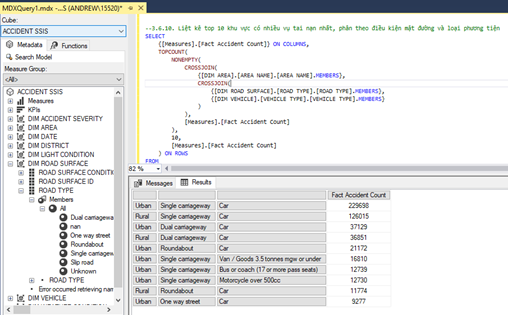 MDXQuery1.mdx - ...S (ANDREW\15520)*
Cube:
ACCIDENT SSIS
Metadata Functions
Search Model
Measure Group:
<All>
ACCIDENT SSIS
Measures
KPIs
DIM ACCIDENT SEVERITY
DIM AREA
DIM DATE
DIM DISTRICT
DIM LIGHT CONDITION
DIM ROAD SURFACE
ROAD SURFACE CONDITI
ROAD SURFACE ID
ROAD TYPE
Members
All
Dual carriageway
nan
One way street
Roundabout
Single carriageway
Slip road
Unknown
ROAD TYPE
Error occurred retrieving nam
DIM VEHICLE
--3.6.10. Liệt kê top 10 khu vực có nhiều vụ tai nạn nhất, phân theo điều kiện mặt đường và loại phương tiện
SELECT
{[Measures].[Fact Accident Count]} ON COLUMNS,
TOPCOUNT(
NONEMPTY(
CROSSJOIN(
{[DIM AREA].[AREA NAME].[AREA NAME].MEMBERS},
CROSSJOIN(
{[DIM ROAD SURFACE].[ROAD TYPE].[ROAD TYPE].MEMBERS},
{[DIM VEHICLE].[VEHICLE TYPE].[VEHICLE TYPE].MEMBERS}
)
),
[Measures].[Fact Accident Count]
),
10,
[Measures].[Fact Accident Count]
) ON ROWS
FROM
82 %
Messages Results
Fact Accident Count
Urban Single carriageway Car 229698
Rural Single carriageway Car 126015
Urban Dual carriageway Car 37129
Rural Dual carriageway Car 36851
Urban Roundabout Car 21172
Urban Single carriageway Van / Goods 3.5 tonnes mgw or under 16810
Urban Single carriageway Bus or coach (17 or more pass seats) 12739
Urban Single carriageway Motorcycle over 500cc 12730
Rural Roundabout Car 11774
Urban One way street Car 9277